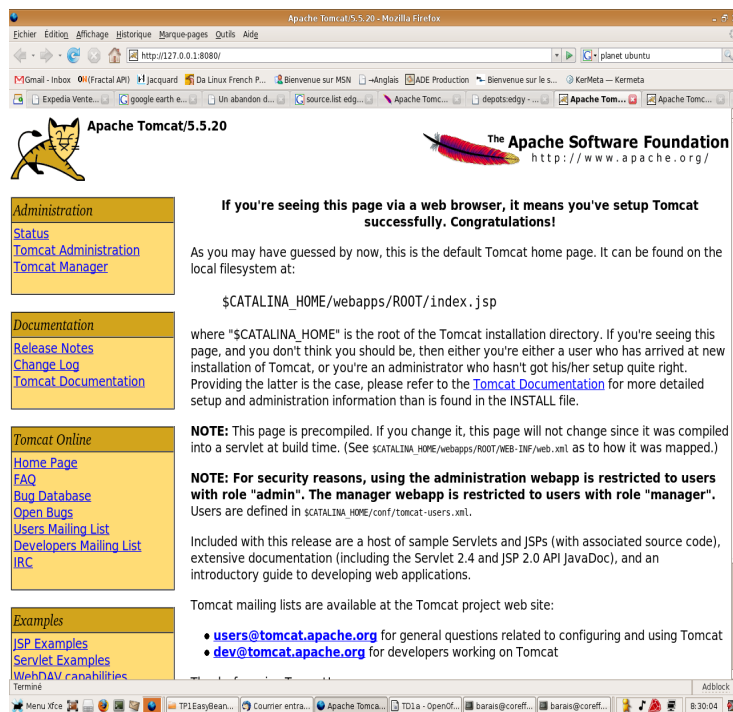 Apache Tomcat/5.5.20 - Mozilla Firefox
Fichier Édition Affichage Historique Marque-pages Outils Aide
http://127.0.0.1:8080/
planet ubuntu
Gmail - Inbox (Fractal API) Jacquard Da Linux French P... Bienvenue sur MSN →Anglais ADE Production Bienvenue sur le s... KerMeta — Kermeta
Expedia Vente... google earth e... Un abandon d... source.list edg... Apache Tomc... depots:edgy - ... Apache Tom... Apache Tomc...
Apache Tomcat/5.5.20
The Apache Software Foundation
http://www.apache.org/
Administration
Status
Tomcat Administration
Tomcat Manager
Documentation
Release Notes
Change Log
Tomcat Documentation
Tomcat Online
Home Page
FAQ
Bug Database
Open Bugs
Users Mailing List
Developers Mailing List
IRC
Examples
JSP Examples
Servlet Examples
WebDAV capabilities
If you're seeing this page via a web browser, it means you've setup Tomcat
successfully. Congratulations!
As you may have guessed by now, this is the default Tomcat home page. It can be found on the
local filesystem at:
$CATALINA_HOME/webapps/ROOT/index.jsp
where "$CATALINA_HOME" is the root of the Tomcat installation directory. If you're seeing this
page, and you don't think you should be, then either you're either a user who has arrived at new
installation of Tomcat, or you're an administrator who hasn't got his/her setup quite right.
Providing the latter is the case, please refer to the Tomcat Documentation for more detailed
setup and administration information than is found in the INSTALL file.
NOTE: This page is precompiled. If you change it, this page will not change since it was compiled
into a servlet at build time. (See $CATALINA_HOME/webapps/ROOT/WEB-INF/web.xml as to how it was mapped.)
NOTE: For security reasons, using the administration webapp is restricted to users
with role "admin". The manager webapp is restricted to users with role "manager".
Users are defined in $CATALINA_HOME/conf/tomcat-users.xml.
Included with this release are a host of sample Servlets and JSPs (with associated source code),
extensive documentation (including the Servlet 2.4 and JSP 2.0 API JavaDoc), and an
introductory guide to developing web applications.
Tomcat mailing lists are available at the Tomcat project web site:
● users@tomcat.apache.org for general questions related to configuring and using Tomcat
● dev@tomcat.apache.org for developers working on Tomcat
Terminé
Adblock
Menu Xfce TP1EasyBean... Courrier entra... Apache Tomca... TD1a - OpenOf... barais@coreff... barais@coreff... 8:30:04